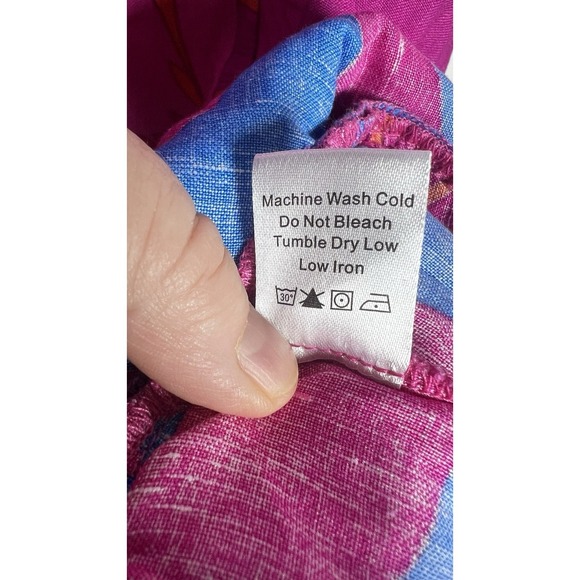 Machine Wash Cold
Do Not Bleach
Tumble Dry Low
Low Iron
30°